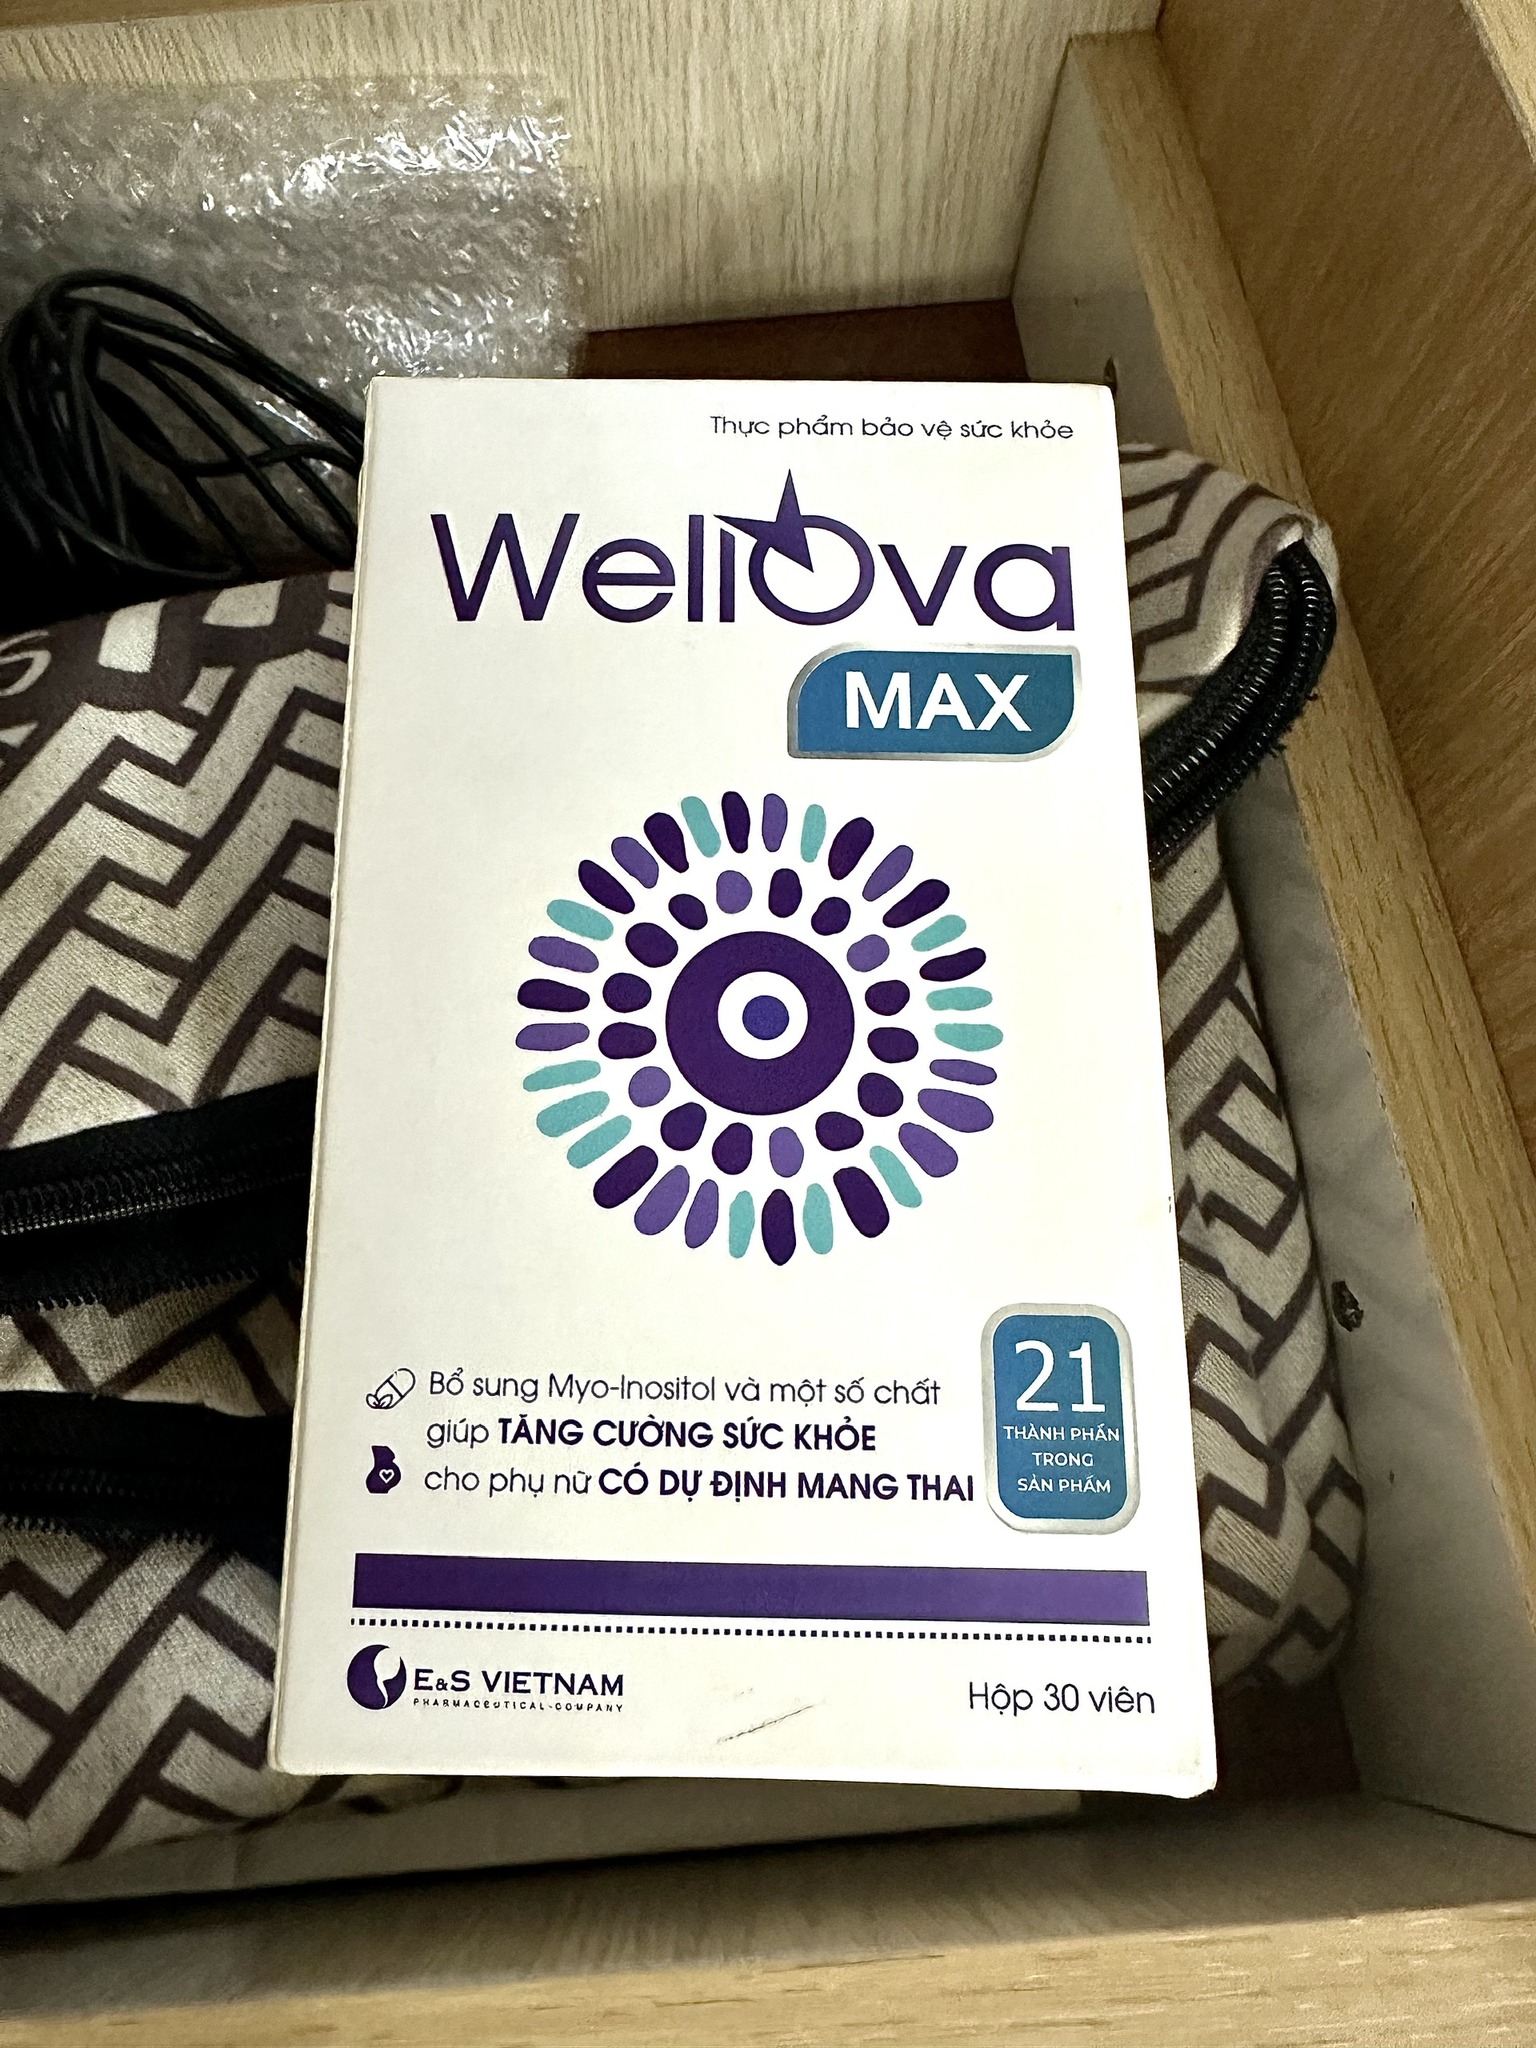 Thực phẩm bảo vệ sức khỏe
WellOva
MAX
Bổ sung Myo-Inositol và một số chất
giúp TĂNG CƯỜNG SỨC KHỎE
cho phụ nữ CÓ DỰ ĐỊNH MANG THAI
21
THÀNH PHẦN
TRONG
SẢN PHẨM
E&S VIETNAM
PHARMACEUTICAL COMPANY
Hộp 30 viên